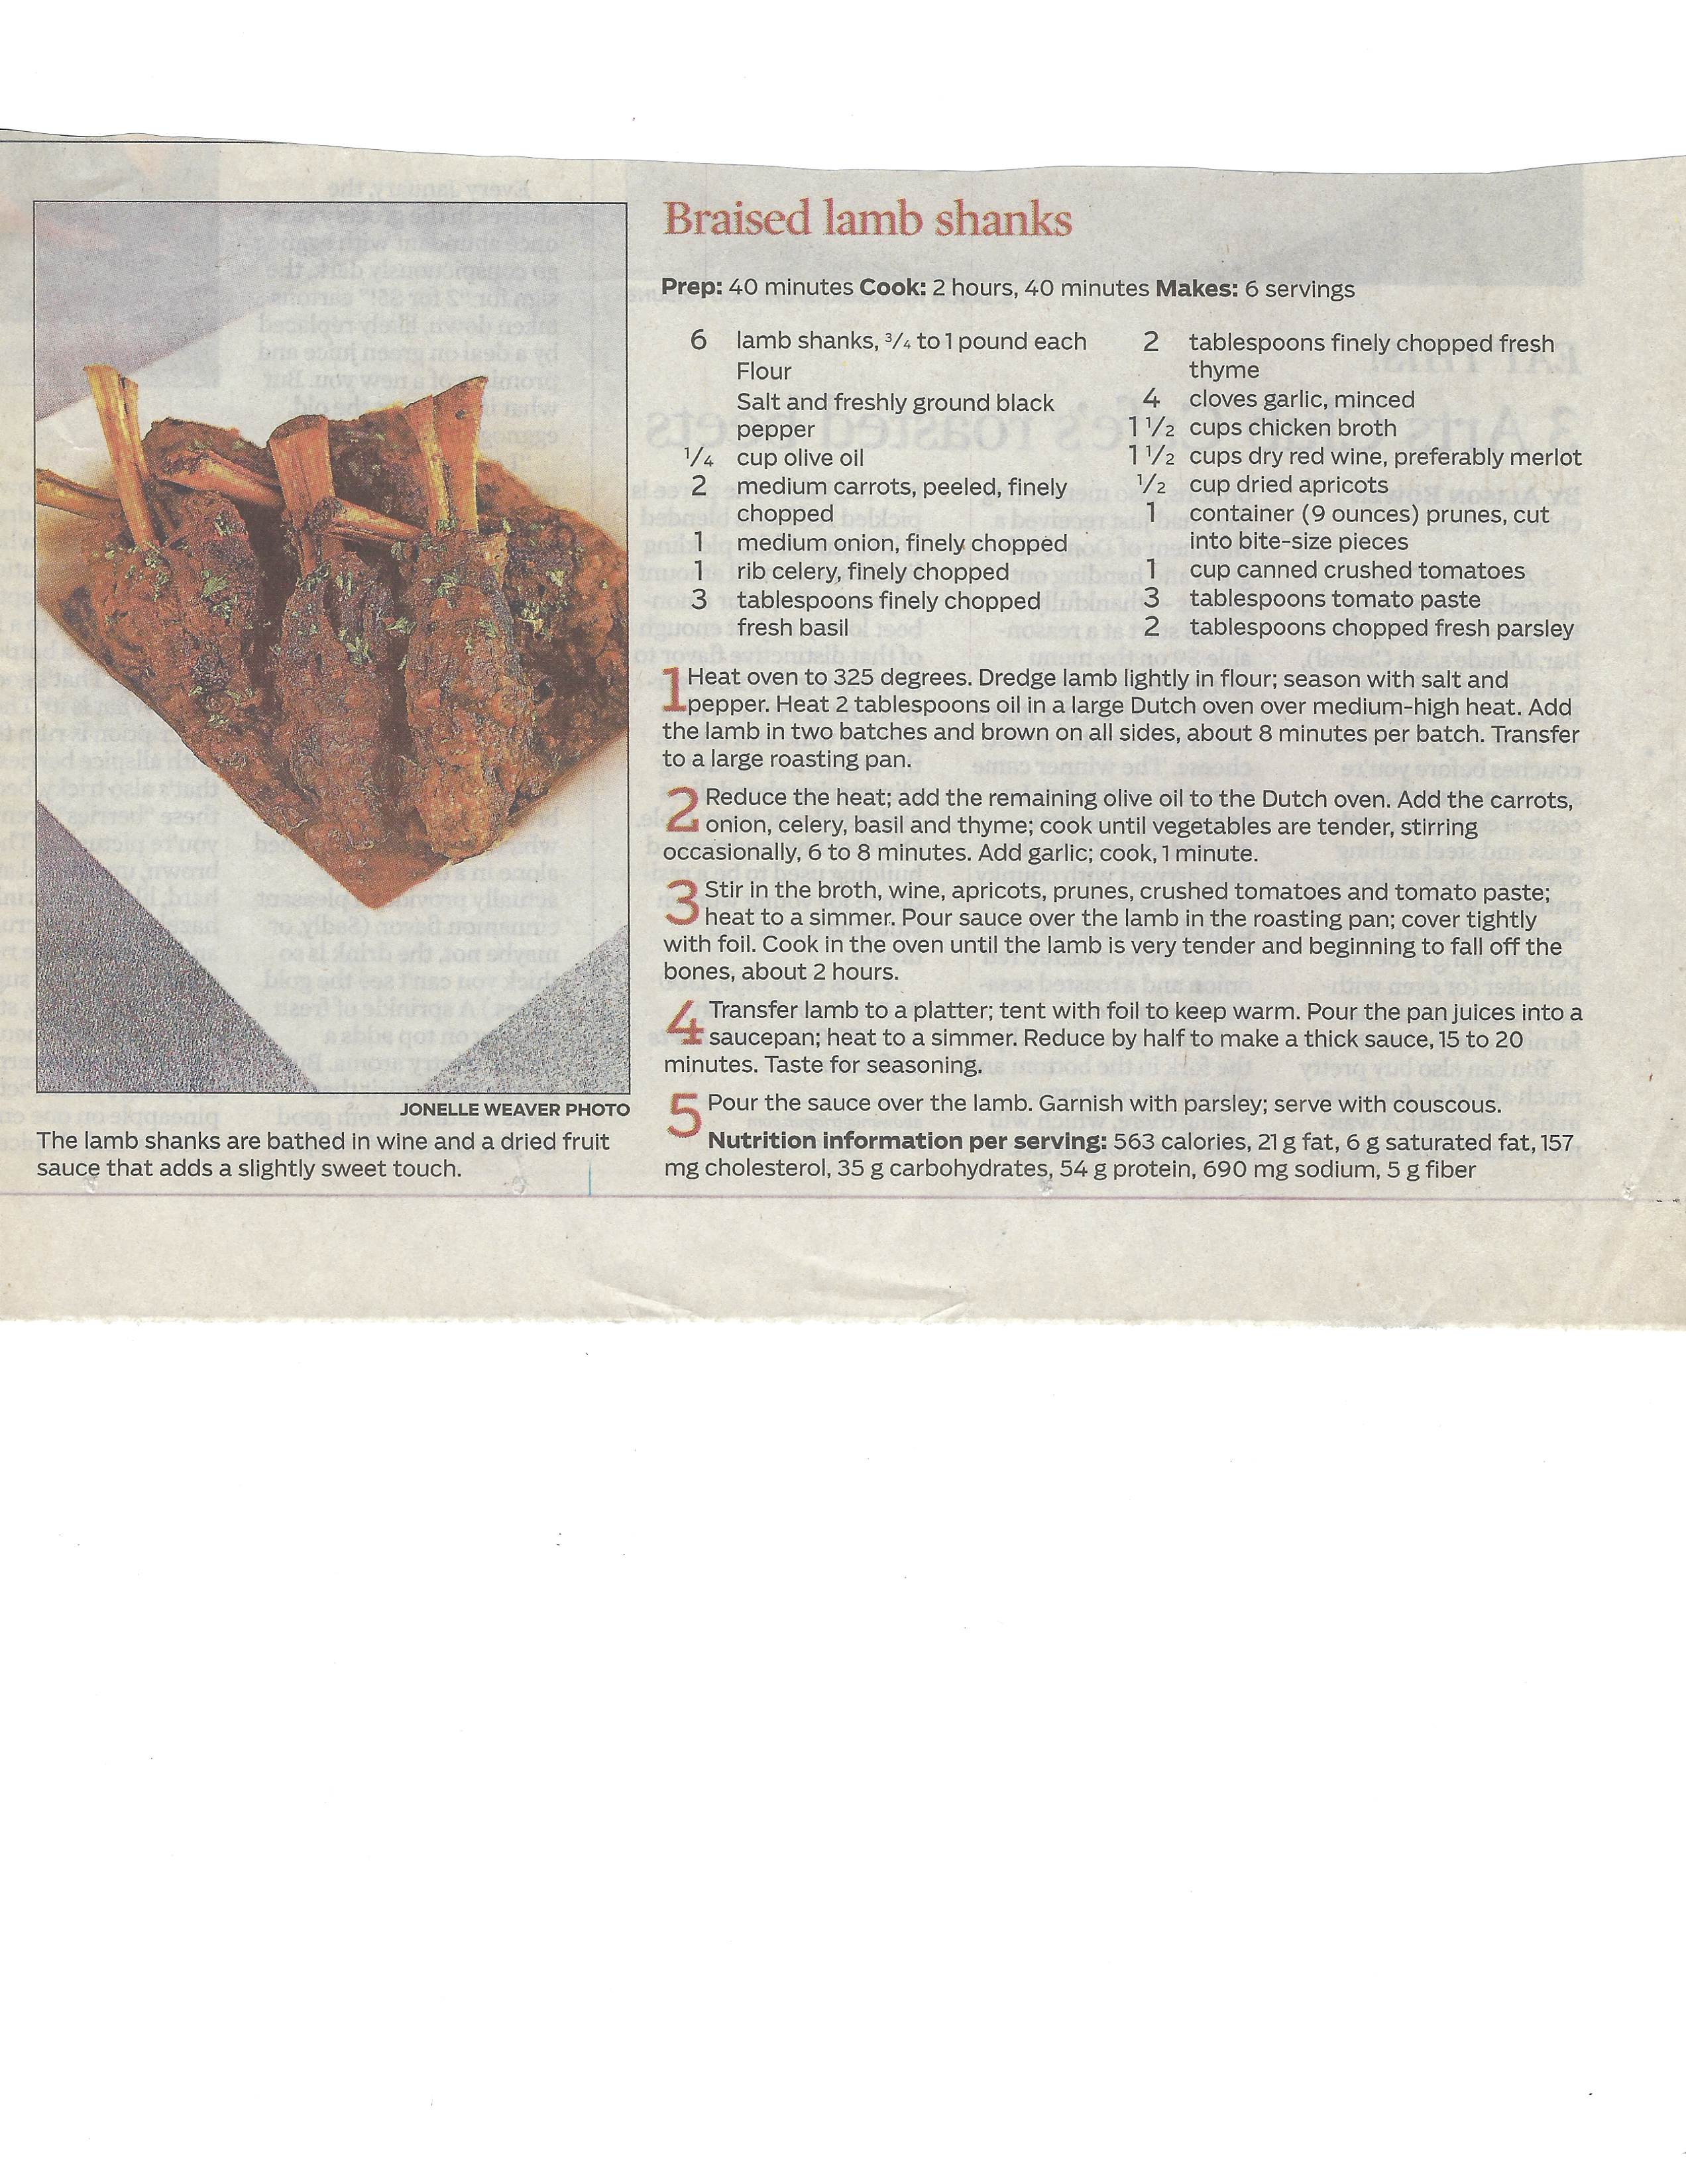 Braised lamb shanks
Prep: 40 minutes Cook: 2 hours, 40 minutes Makes: 6 servings
6 lamb shanks, 3/4 to 1 pound each
Flour
Salt and freshly ground black
pepper
1/4 cup olive oil
2 medium carrots, peeled, finely
chopped
1 medium onion, finely chopped
1 rib celery, finely chopped
3 tablespoons finely chopped
fresh basil
2 tablespoons finely chopped fresh
thyme
4 cloves garlic, minced
1 1/2 cups chicken broth
1 1/2 cups dry red wine, preferably merlot
1/2 cup dried apricots
1 container (9 ounces) prunes, cut
into bite-size pieces
1 cup canned crushed tomatoes
3 tablespoons tomato paste
2 tablespoons chopped fresh parsley
1 Heat oven to 325 degrees. Dredge lamb lightly in flour; season with salt and
pepper. Heat 2 tablespoons oil in a large Dutch oven over medium-high heat. Add
the lamb in two batches and brown on all sides, about 8 minutes per batch. Transfer
to a large roasting pan.
2 Reduce the heat; add the remaining olive oil to the Dutch oven. Add the carrots,
onion, celery, basil and thyme; cook until vegetables are tender, stirring
occasionally, 6 to 8 minutes. Add garlic; cook, 1 minute.
3 Stir in the broth, wine, apricots, prunes, crushed tomatoes and tomato paste;
heat to a simmer. Pour sauce over the lamb in the roasting pan; cover tightly
with foil. Cook in the oven until the lamb is very tender and beginning to fall off the
bones, about 2 hours.
4 Transfer lamb to a platter; tent with foil to keep warm. Pour the pan juices into a
saucepan; heat to a simmer. Reduce by half to make a thick sauce, 15 to 20
minutes. Taste for seasoning.
5 Pour the sauce over the lamb. Garnish with parsley; serve with couscous.
Nutrition information per serving: 563 calories, 21 g fat, 6 g saturated fat, 157
mg cholesterol, 35 g carbohydrates, 54 g protein, 690 mg sodium, 5 g fiber
JONELLE WEAVER PHOTO
The lamb shanks are bathed in wine and a dried fruit
sauce that adds a slightly sweet touch.